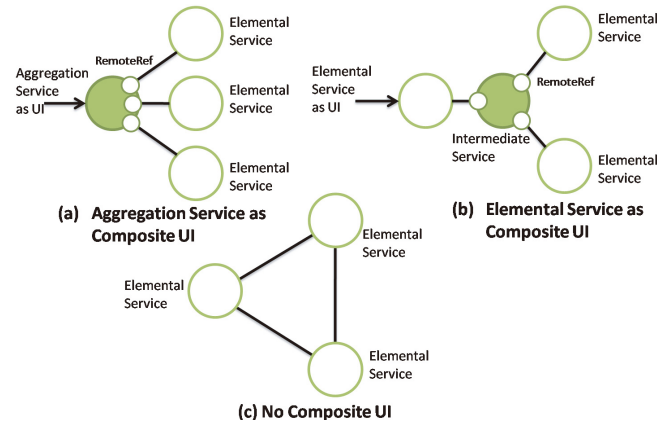 Elemental
Service
RemoteRef
Aggregation
Service
as UI
Elemental
Service
Elemental
Service
(a) Aggregation Service as
Composite UI
Elemental
Service
Elemental
Service
as UI
RemoteRef
Intermediate
Service
Elemental
Service
(b) Elemental Service as
Composite UI
Elemental
Service
Elemental
Service
Elemental
Service
(c) No Composite UI